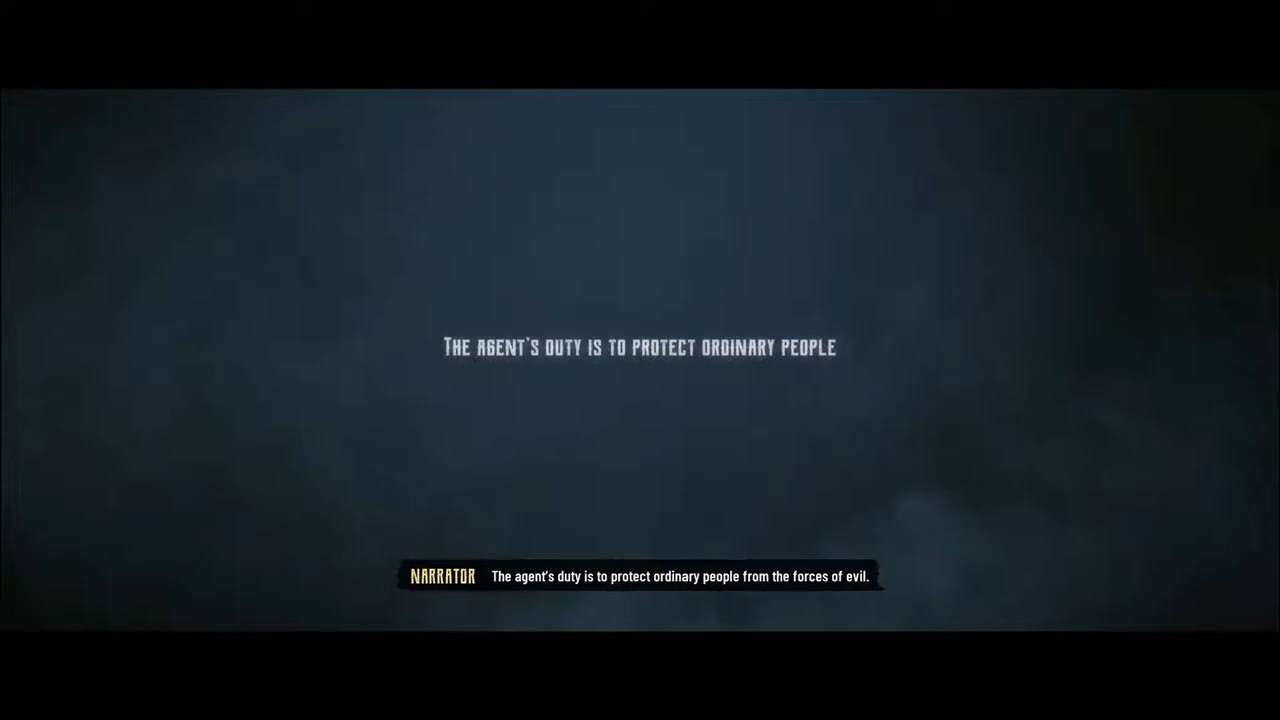 THE AGENT'S DUTY IS TO PROTECT ORDINARY PEOPLE
NARRATOR The agent's duty is to protect ordinary people from the forces of evil.